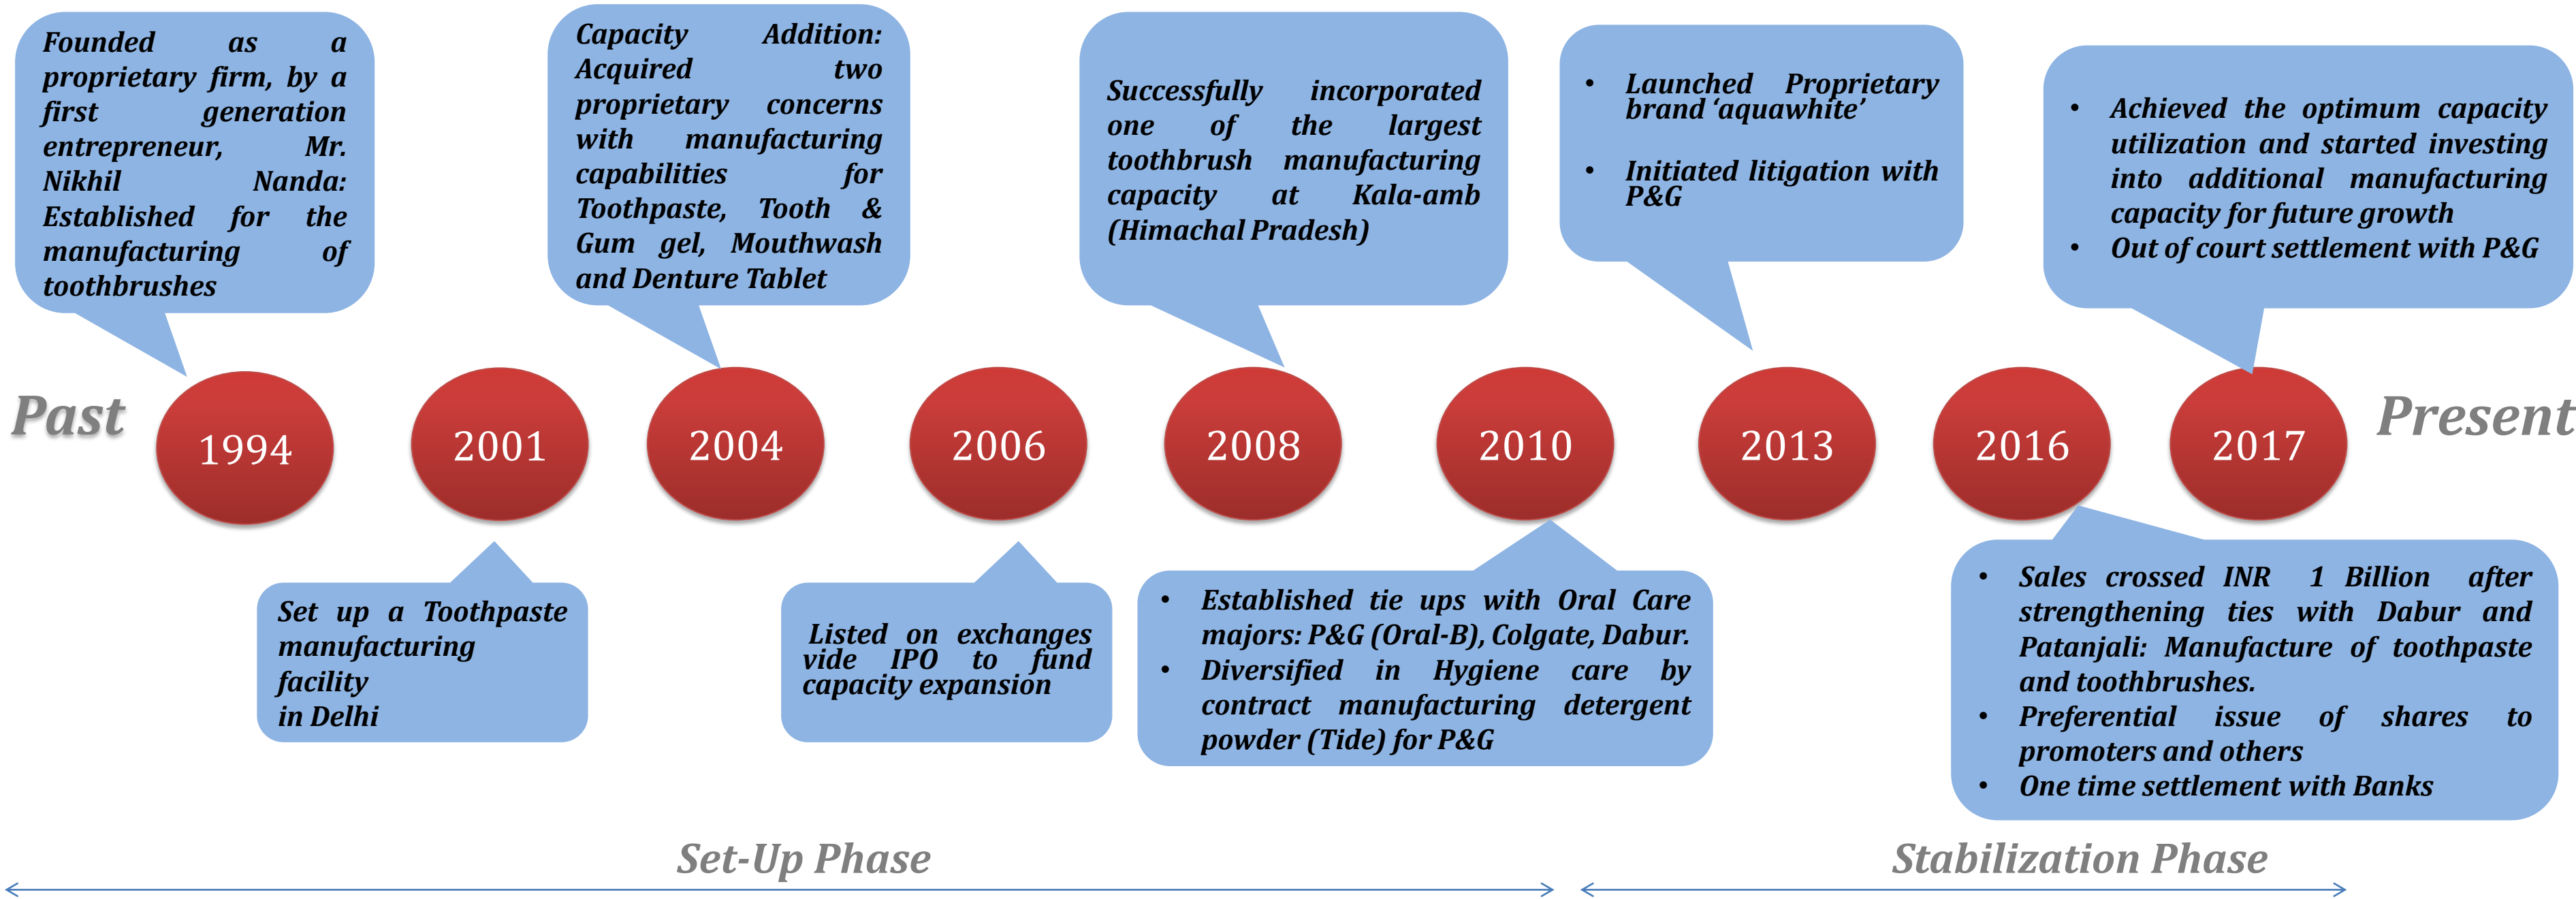 Founded as a
proprietary firm, by a
first generation
entrepreneur, Mr.
Nikhil Nanda:
Established for the
manufacturing of
toothbrushes
Capacity Addition:
Acquired two
proprietary concerns
with manufacturing
capabilities for
Toothpaste, Tooth &
Gum gel, Mouthwash
and Denture Tablet
Successfully incorporated
one of the largest
toothbrush manufacturing
capacity at Kala-amb
(Himachal Pradesh)
• Launched Proprietary
brand ‘aquawhite’
• Initiated litigation with
P&G
• Achieved the optimum capacity
utilization and started investing
into additional manufacturing
capacity for future growth
• Out of court settlement with P&G
Past
1994
2001
2004
2006
2008
2010
2013
2016
2017
Present
Set up a Toothpaste
manufacturing
facility
in Delhi
Listed on exchanges
vide IPO to fund
capacity expansion
• Established tie ups with Oral Care
majors: P&G (Oral-B), Colgate, Dabur.
• Diversified in Hygiene care by
contract manufacturing detergent
powder (Tide) for P&G
• Sales crossed INR 1 Billion after
strengthening ties with Dabur and
Patanjali: Manufacture of toothpaste
and toothbrushes.
• Preferential issue of shares to
promoters and others
• One time settlement with Banks
Set-Up Phase
Stabilization Phase